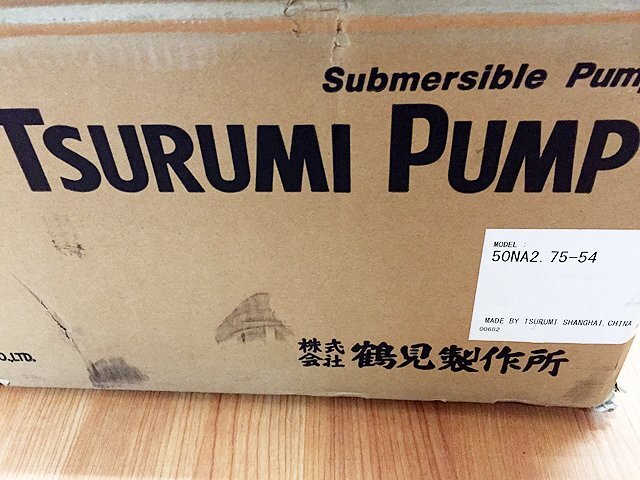 Submersible Pump
TSURUMI PUMP
MODEL :
50NA2. 75-54
MADE BY TSURUMI SHANGHAI.CHINA
00682
O.,LTD.
株式会社 鶴見製作所